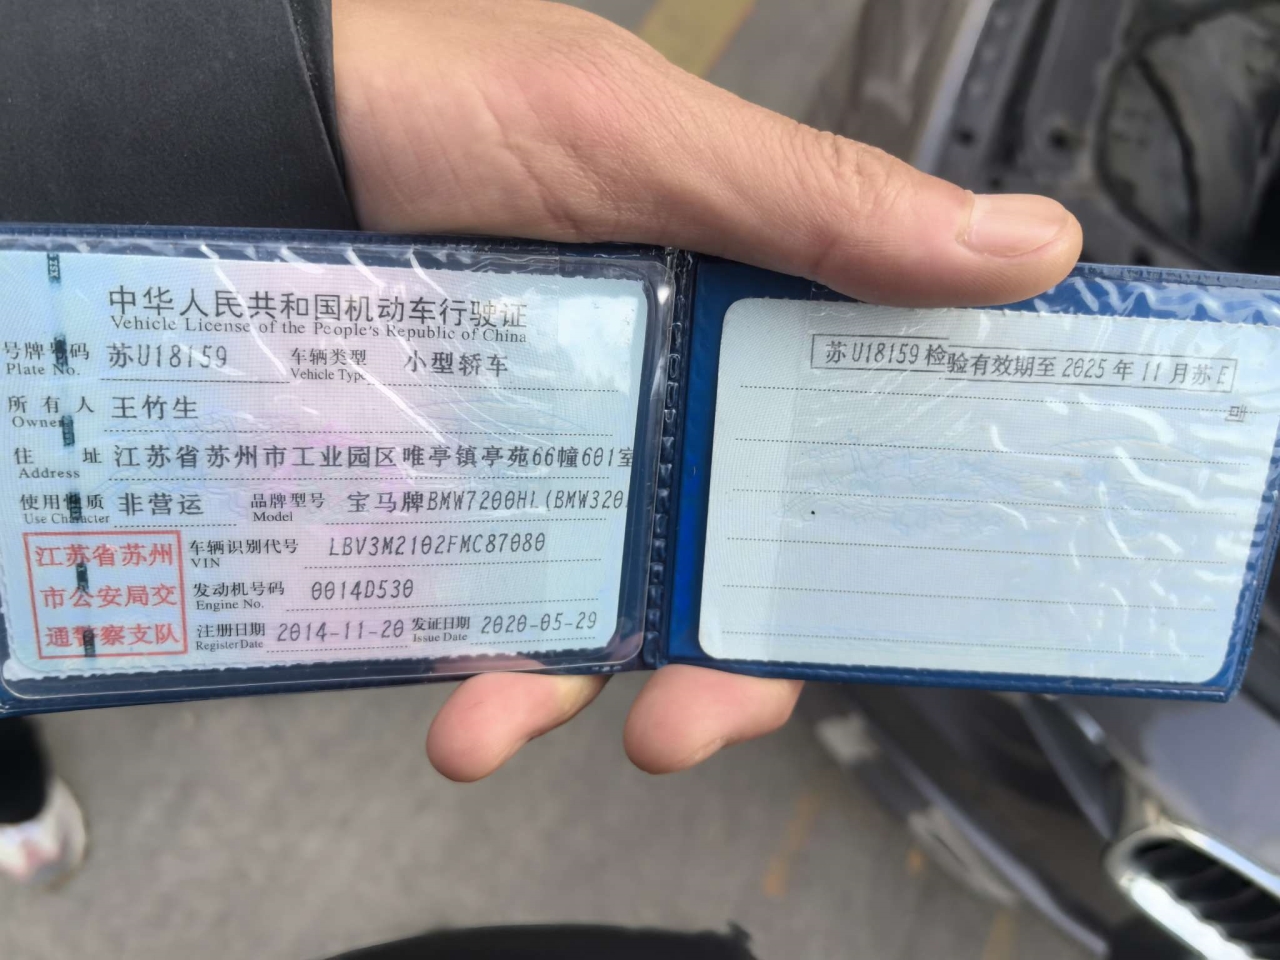 中华人民共和国机动车行驶证
Vehicle License of the People's Republic of China
号牌号码 苏U18159 车辆类型 小型轿车
Plate No. Vehicle Type
所有人 王竹生
Owner
住址 江苏省苏州市工业园区唯亭镇亭苑66幢601室
Address
使用性质 非营运 品牌型号 宝马牌BMW7200HL(BMW320
Use Character Model
江苏省苏州
市公安局交
通警察支队
车辆识别代号 LBV3M2102FMC87080
VIN
发动机号码 0014D530
Engine No.
注册日期 2014-11-20 发证日期 2020-05-29
Register Date Issue Date
苏U18159检验有效期至2025年11月苏E